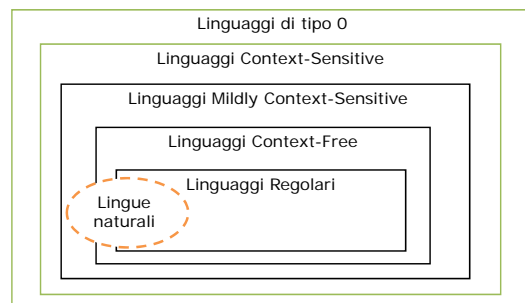 Linguaggi di tipo 0
Linguaggi Context-Sensitive
Linguaggi Mildly Context-Sensitive
Linguaggi Context-Free
Linguaggi Regolari
Lingue
naturali